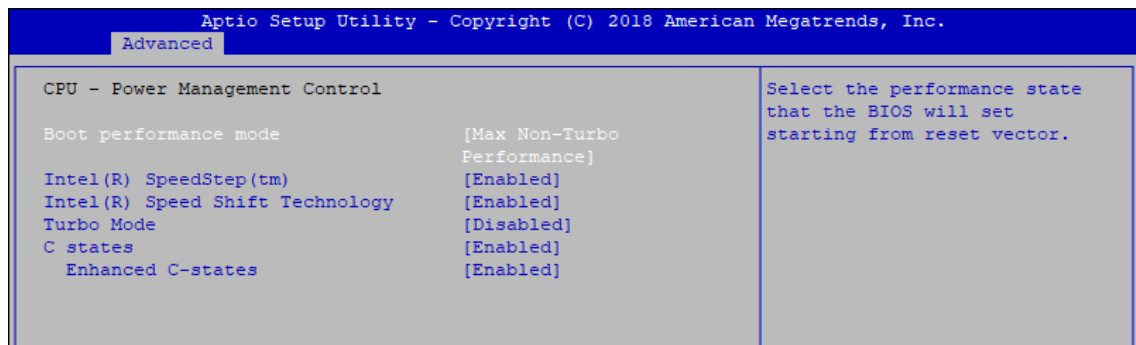 Aptio Setup Utility - Copyright (C) 2018 American Megatrends, Inc.
Advanced
CPU - Power Management Control
Boot performance mode [Max Non-Turbo
Performance]
Intel(R) SpeedStep(tm) [Enabled]
Intel(R) Speed Shift Technology [Enabled]
Turbo Mode [Disabled]
C states [Enabled]
Enhanced C-states [Enabled]
Select the performance state
that the BIOS will set
starting from reset vector.